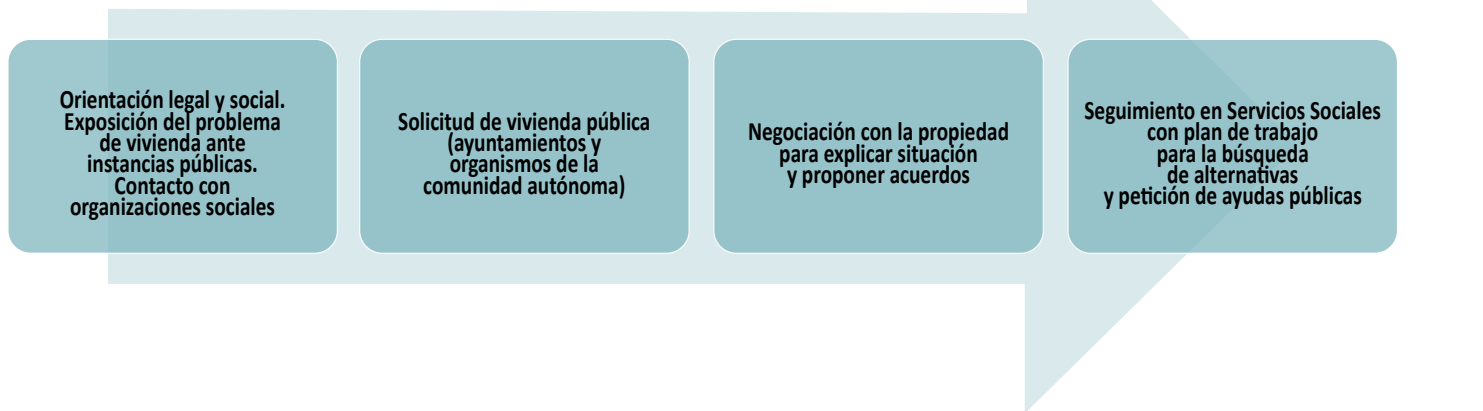 Orientación legal y social.
Exposición del problema
de vivienda ante
instancias públicas.
Contacto con
organizaciones sociales
Solicitud de vivienda pública
(ayuntamientos y
organismos de la
comunidad autónoma)
Negociación con la propiedad
para explicar situación
y proponer acuerdos
Seguimiento en Servicios Sociales
con plan de trabajo
para la búsqueda
de alternativas
y petición de ayudas públicas